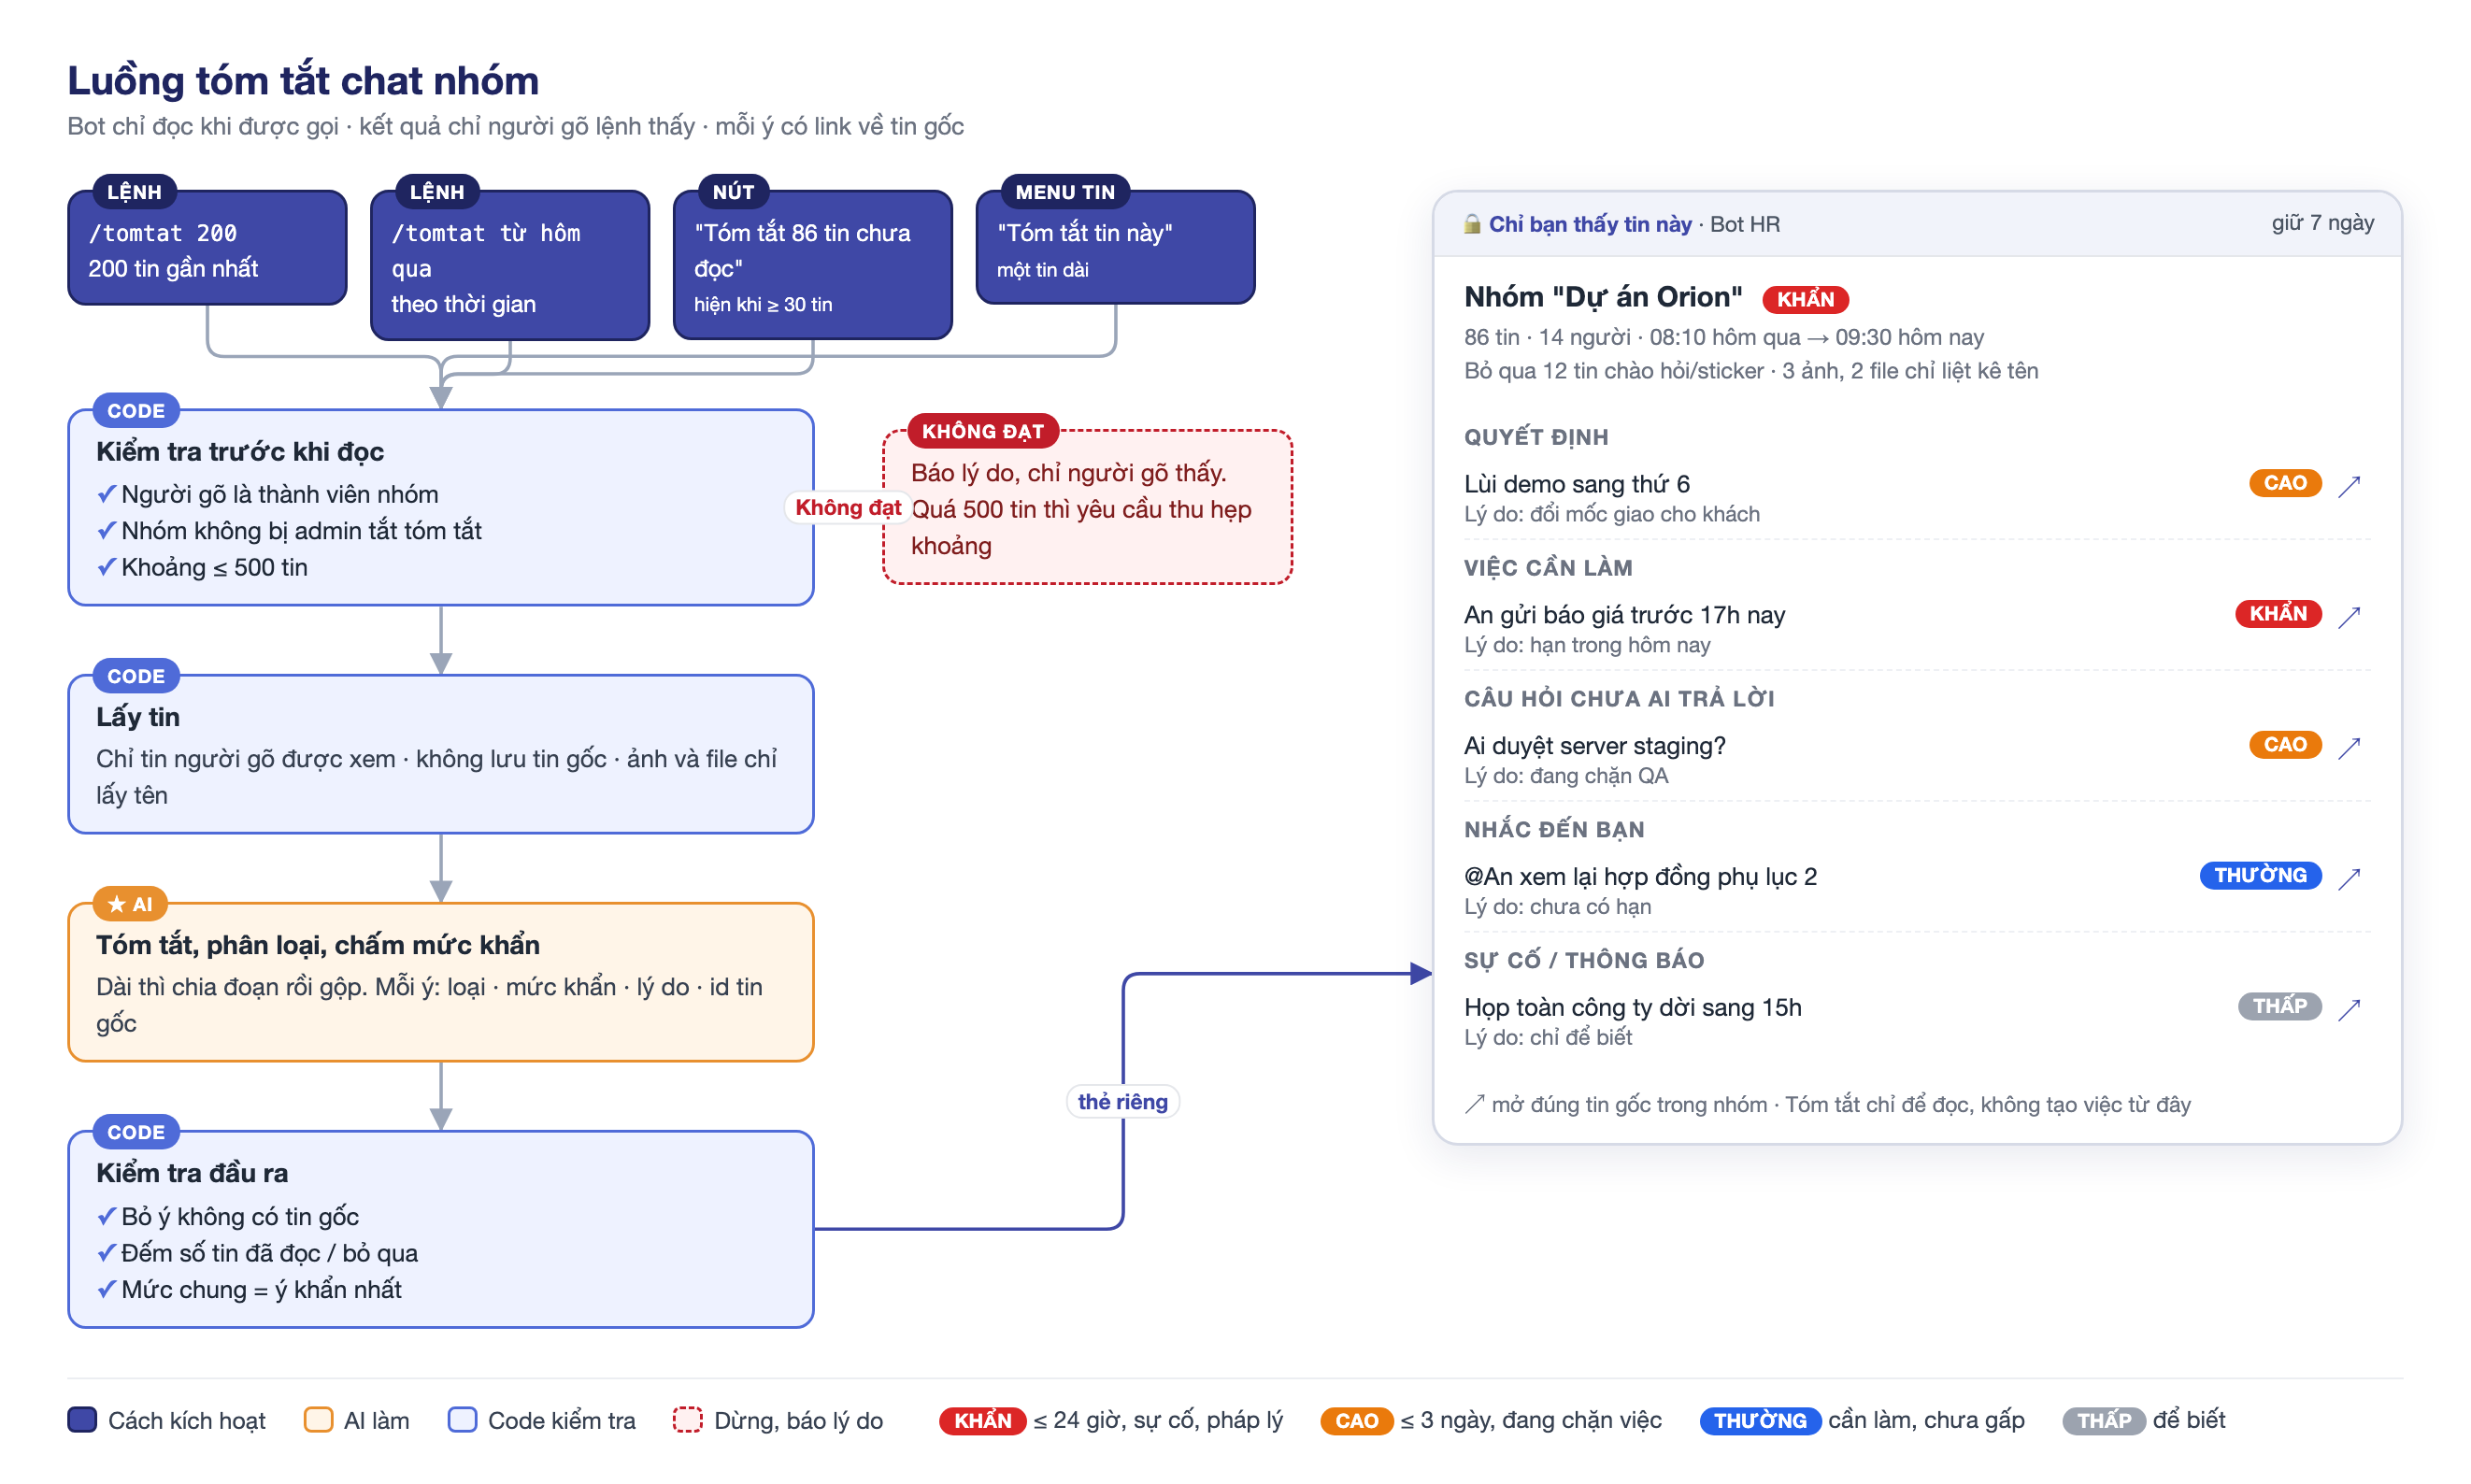 Luồng tóm tắt chat nhóm
Bot chỉ đọc khi được gọi · kết quả chỉ người gõ lệnh thấy · mỗi ý có link về tin gốc
LỆNH
/tomtat 200
200 tin gần nhất
LỆNH
/tomtat từ hôm
qua
theo thời gian
NÚT
"Tóm tắt 86 tin chưa
đọc"
hiện khi ≥ 30 tin
MENU TIN
"Tóm tắt tin này"
một tin dài
CODE
Kiểm tra trước khi đọc
✓ Người gõ là thành viên nhóm
✓ Nhóm không bị admin tắt tóm tắt
✓ Khoảng ≤ 500 tin
Không đạt
KHÔNG ĐẠT
Báo lý do, chỉ người gõ thấy.
Quá 500 tin thì yêu cầu thu hẹp
khoảng
CODE
Lấy tin
Chỉ tin người gõ được xem · không lưu tin gốc · ảnh và file chỉ
lấy tên
★ AI
Tóm tắt, phân loại, chấm mức khẩn
Dài thì chia đoạn rồi gộp. Mỗi ý: loại · mức khẩn · lý do · id tin
gốc
CODE
Kiểm tra đầu ra
✓ Bỏ ý không có tin gốc
✓ Đếm số tin đã đọc / bỏ qua
✓ Mức chung = ý khẩn nhất
thẻ riêng
🔒 Chỉ bạn thấy tin này · Bot HR
giữ 7 ngày
Nhóm "Dự án Orion" KHẨN
86 tin · 14 người · 08:10 hôm qua → 09:30 hôm nay
Bỏ qua 12 tin chào hỏi/sticker · 3 ảnh, 2 file chỉ liệt kê tên
QUYẾT ĐỊNH
Lùi demo sang thứ 6 CAO ↗
Lý do: đổi mốc giao cho khách
VIỆC CẦN LÀM
An gửi báo giá trước 17h nay KHẨN ↗
Lý do: hạn trong hôm nay
CÂU HỎI CHƯA AI TRẢ LỜI
Ai duyệt server staging? CAO ↗
Lý do: đang chặn QA
NHẮC ĐẾN BẠN
@An xem lại hợp đồng phụ lục 2 THƯỜNG ↗
Lý do: chưa có hạn
SỰ CỐ / THÔNG BÁO
Họp toàn công ty dời sang 15h THẤP ↗
Lý do: chỉ để biết
↗ mở đúng tin gốc trong nhóm · Tóm tắt chỉ để đọc, không tạo việc từ đây
Cách kích hoạt
AI làm
Code kiểm tra
Dừng, báo lý do
KHẨN ≤ 24 giờ, sự cố, pháp lý
CAO ≤ 3 ngày, đang chặn việc
THƯỜNG cần làm, chưa gấp
THẤP để biết